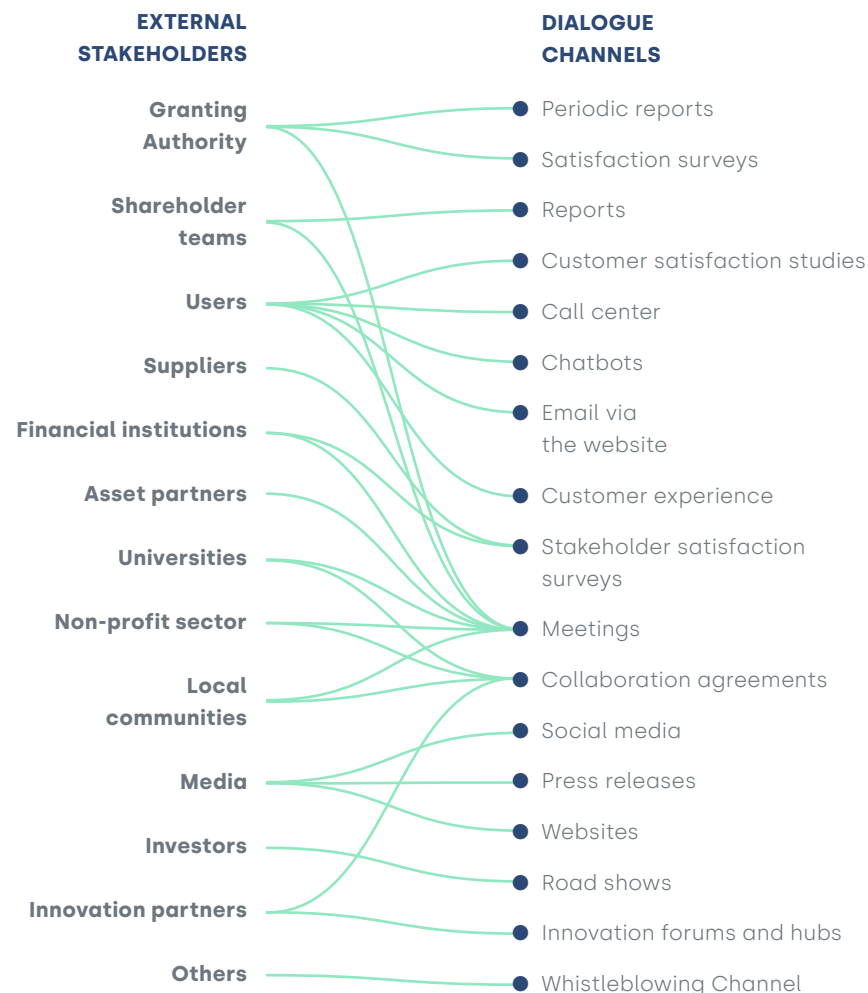 EXTERNAL
STAKEHOLDERS
Granting
Authority
Shareholder
teams
Users
Suppliers
Financial institutions
Asset partners
Universities
Non-profit sector
Local
communities
Media
Investors
Innovation partners
Others
DIALOGUE
CHANNELS
Periodic reports
Satisfaction surveys
Reports
Customer satisfaction studies
Call center
Chatbots
Email via
the website
Customer experience
Stakeholder satisfaction
surveys
Meetings
Collaboration agreements
Social media
Press releases
Websites
Road shows
Innovation forums and hubs
Whistleblowing Channel